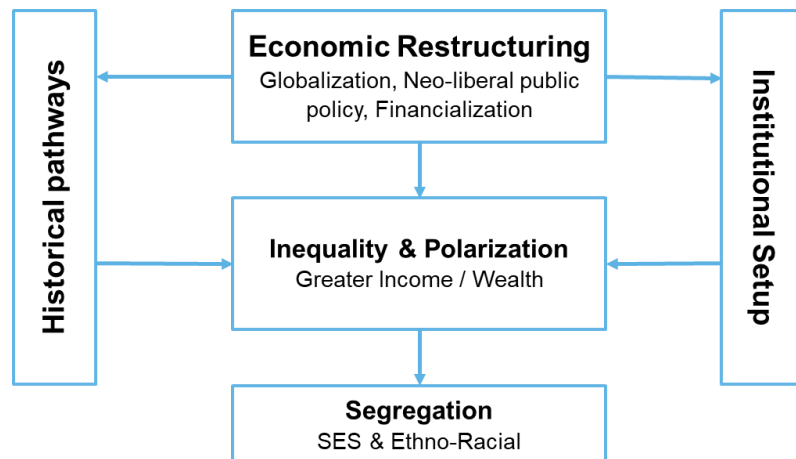 Economic Restructuring
Globalization, Neo-liberal public
policy, Financialization
Historical pathways
Institutional Setup
Inequality & Polarization
Greater Income / Wealth
Segregation
SES & Ethno-Racial